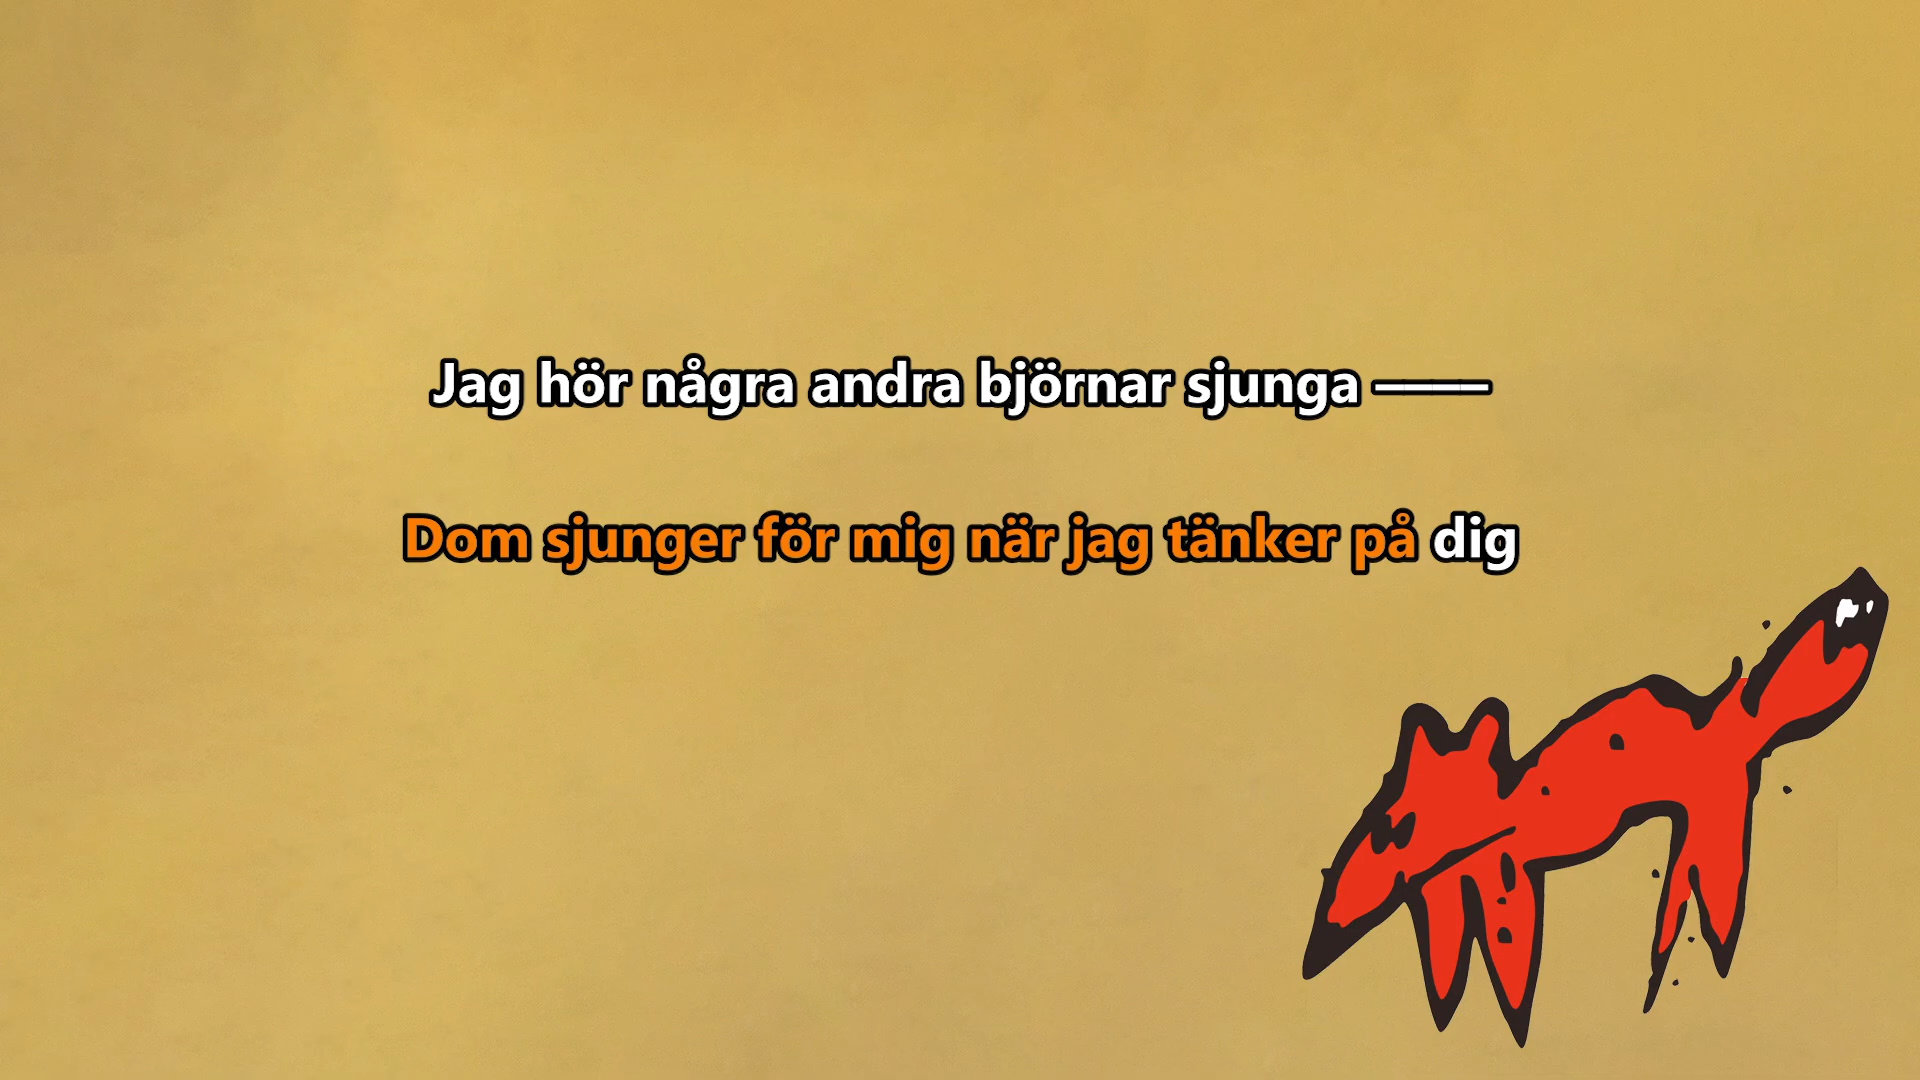 Jag hör några andra björnar sjunga ——
Dom sjunger för mig när jag tänker på dig